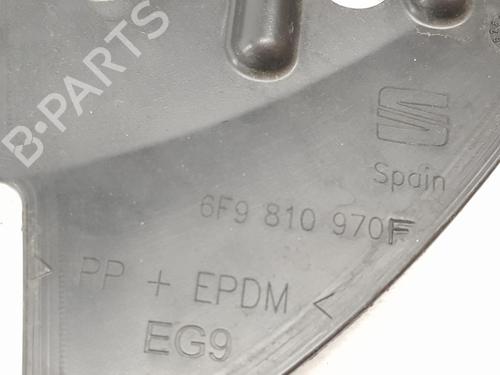 B-PARTS
Spain
6F9 810 970F
> PP + EPDM <
EG9